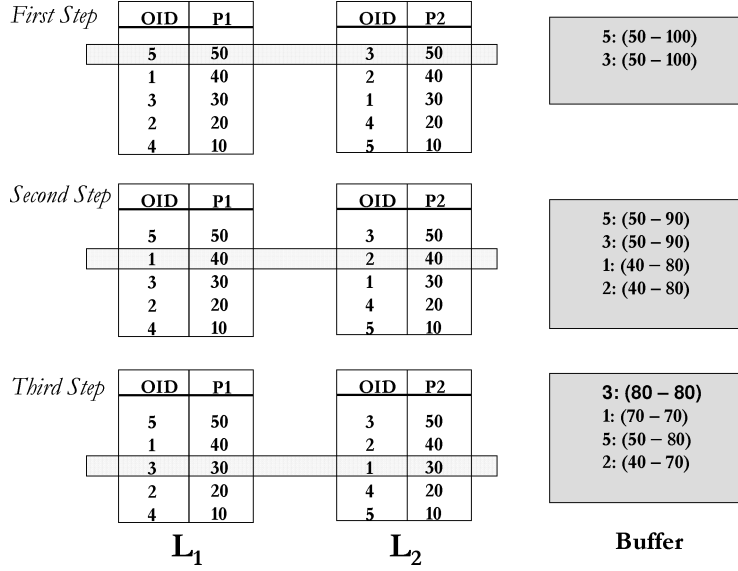 First Step OID P1 OID P2
5: (50 – 100)
5 50 3 50 3: (50 – 100)
1 40 2 40
3 30 1 30
2 20 4 20
4 10 5 10
Second Step OID P1 OID P2
5: (50 – 90)
5 50 3 50 3: (50 – 90)
1 40 2 40 1: (40 – 80)
3 30 1 30 2: (40 – 80)
2 20 4 20
4 10 5 10
Third Step OID P1 OID P2 3: (80 – 80)
1: (70 – 70)
5 50 3 50 5: (50 – 80)
1 40 2 40 2: (40 – 70)
3 30 1 30
2 20 4 20
4 10 5 10
L1 L2 Buffer